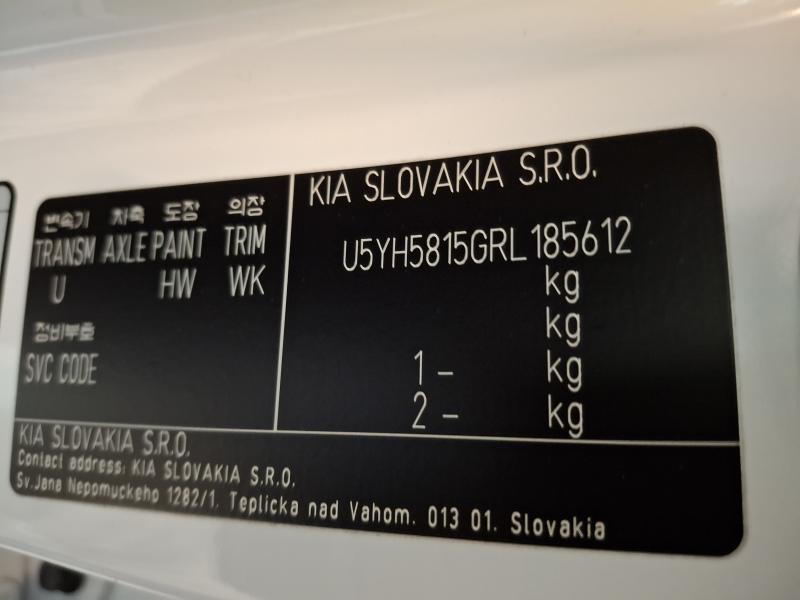 변속기 차축 도장 의장
TRANSM AXLE PAINT TRIM
U HW WK
정비부호
SVC CODE
KIA SLOVAKIA S.R.O.
U5YH5815GRL185612
kg
kg
1 – kg
2 – kg
KIA SLOVAKIA S.R.O.
Contact address: KIA SLOVAKIA S.R.O.
Sv.Jana Nepomuckeho 1282/1. Teplicka nad Vahom. 013 01. Slovakia